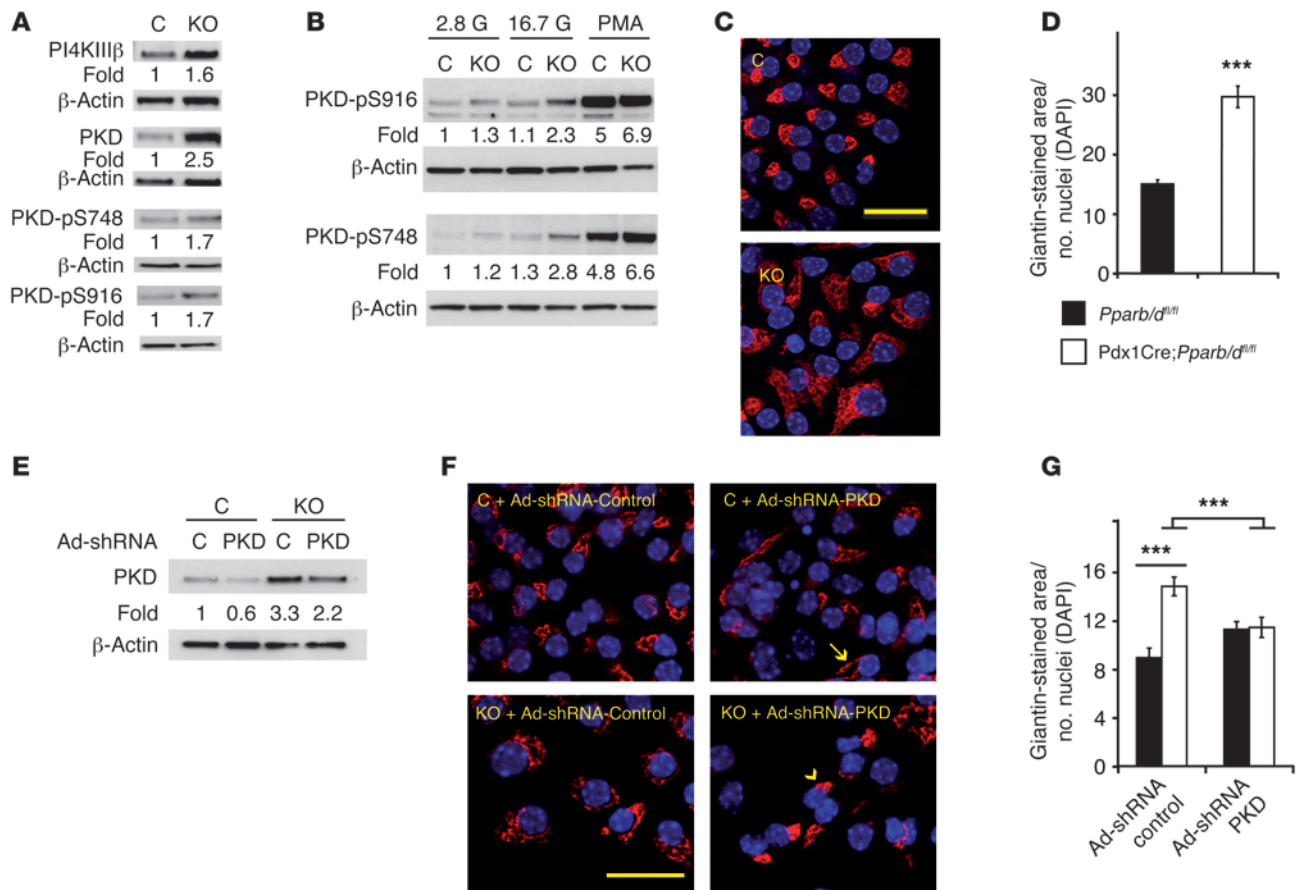 A
C KO
PI4KIIIβ
Fold 1 1.6
β-Actin
PKD
Fold 1 2.5
β-Actin
PKD-pS748
Fold 1 1.7
β-Actin
PKD-pS916
Fold 1 1.7
β-Actin
B
2.8 G 16.7 G PMA
C KO C KO C KO
PKD-pS916
Fold 1 1.3 1.1 2.3 5 6.9
β-Actin
PKD-pS748
Fold 1 1.2 1.3 2.8 4.8 6.6
β-Actin
C
C
KO
D
Giantin-stained area/
no. nuclei (DAPI)
***
30
20
10
0
Pparb/d^fl/fl
Pdx1Cre;Pparb/d^fl/fl
E
C KO
Ad-shRNA C PKD C PKD
PKD
Fold 1 0.6 3.3 2.2
β-Actin
F
C + Ad-shRNA-Control
C + Ad-shRNA-PKD
KO + Ad-shRNA-Control
KO + Ad-shRNA-PKD
G
Giantin-stained area/
no. nuclei (DAPI)
***
***
16
12
8
4
0
Ad-shRNA
control
Ad-shRNA
PKD